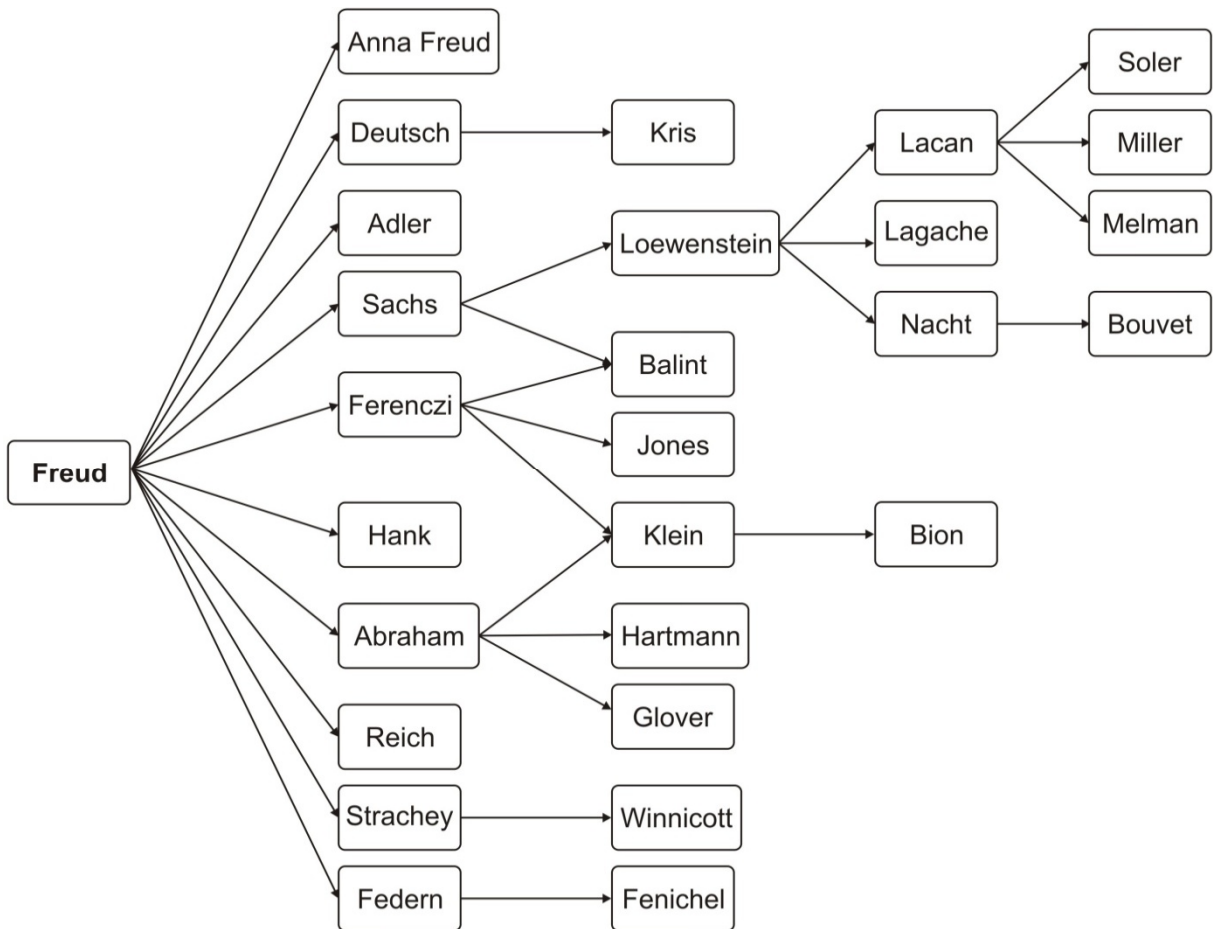 Anna Freud
Soler
Deutsch
Kris
Lacan
Miller
Adler
Loewenstein
Lagache
Melman
Sachs
Nacht
Bouvet
Balint
Ferenczi
Jones
Freud
Hank
Klein
Bion
Abraham
Hartmann
Glover
Reich
Strachey
Winnicott
Federn
Fenichel